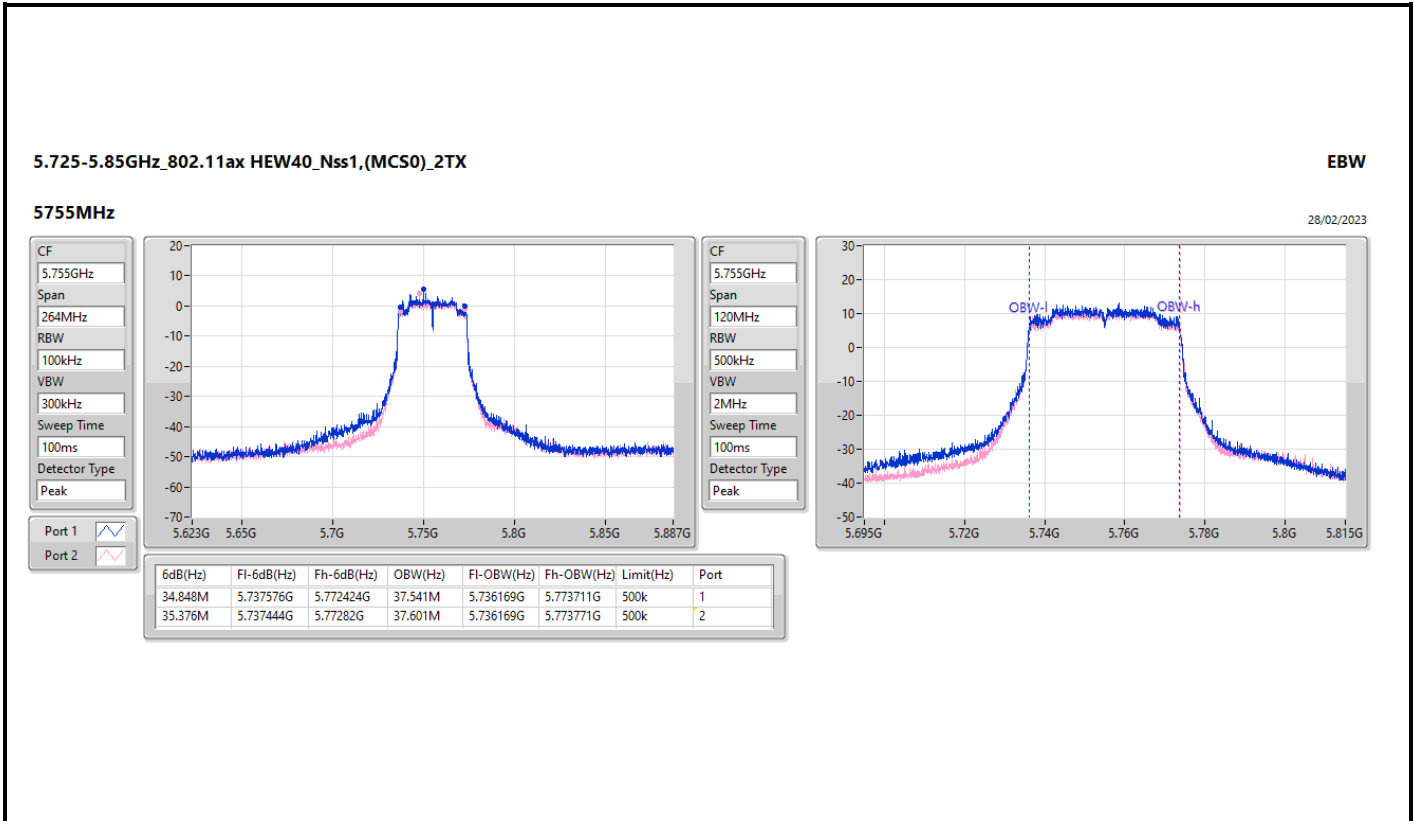 5.725-5.85GHz_802.11ax HEW40_Nss1,(MCS0)_2TX
EBW
5755MHz
28/02/2023
CF
5.755GHz
Span
264MHz
RBW
100kHz
VBW
300kHz
Sweep Time
100ms
Detector Type
Peak
Port 1
Port 2
20
10
0
-10
-20
-30
-40
-50
-60
-70
5.623G 5.65G 5.7G 5.75G 5.8G 5.85G 5.887G
CF
5.755GHz
Span
120MHz
RBW
500kHz
VBW
2MHz
Sweep Time
100ms
Detector Type
Peak
30
20
10
0
-10
-20
-30
-40
-50
OBW-l OBW-h
5.695G 5.72G 5.74G 5.76G 5.78G 5.8G 5.815G
6dB(Hz) Fl-6dB(Hz) Fh-6dB(Hz) OBW(Hz) Fl-OBW(Hz) Fh-OBW(Hz) Limit(Hz) Port
34.848M 5.737576G 5.772424G 37.541M 5.736169G 5.773711G 500k 1
35.376M 5.737444G 5.77282G 37.601M 5.736169G 5.773771G 500k 2